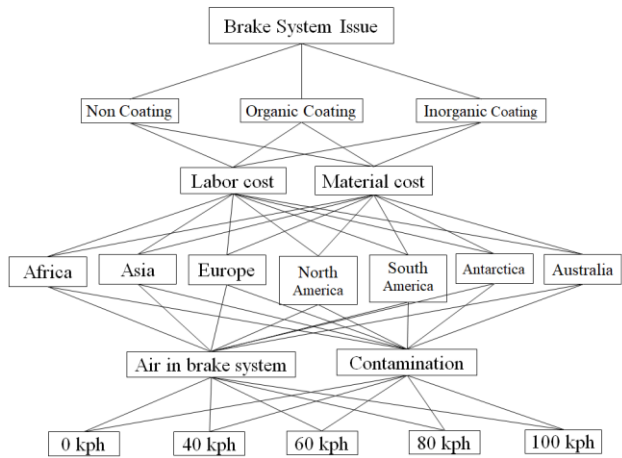 Brake System Issue
Non Coating
Organic Coating
Inorganic Coating
Labor cost
Material cost
Africa
Asia
Europe
North
America
South
America
Antarctica
Australia
Air in brake system
Contamination
0 kph
40 kph
60 kph
80 kph
100 kph